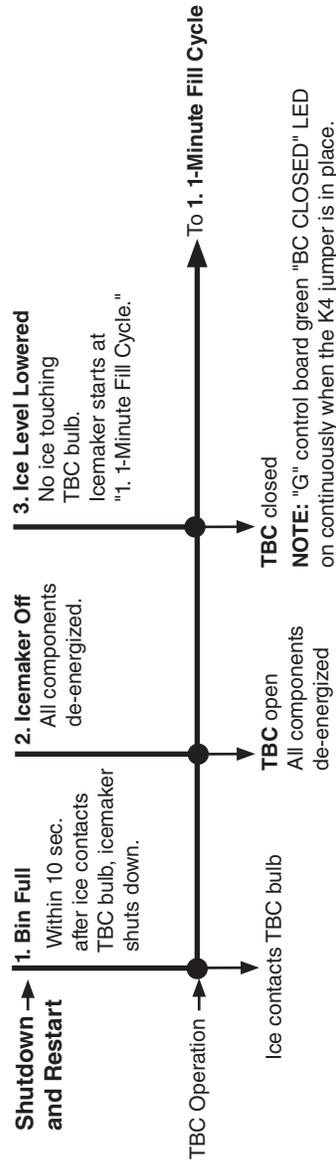 Shutdown
and Restart
1. Bin Full
Within 10 sec.
after ice contacts
TBC bulb, icemaker
shuts down.
2. Icemaker Off
All components
de-energized.
3. Ice Level Lowered
No ice touching
TBC bulb.
Icemaker starts at
"1. 1-Minute Fill Cycle."
TBC Operation
To 1. 1-Minute Fill Cycle
Ice contacts TBC bulb
TBC open
All components
de-energized
TBC closed
NOTE: "G" control board green "BC CLOSED" LED
on continuously when the K4 jumper is in place.